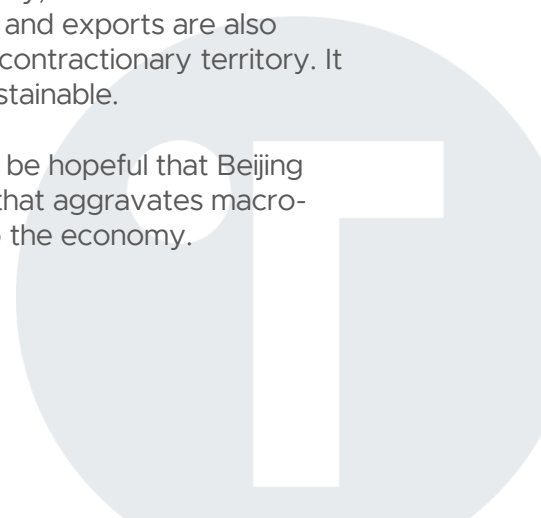 and exports are also
contractionary territory. It
stainable.
be hopeful that Beijing
that aggravates macro-
the economy.